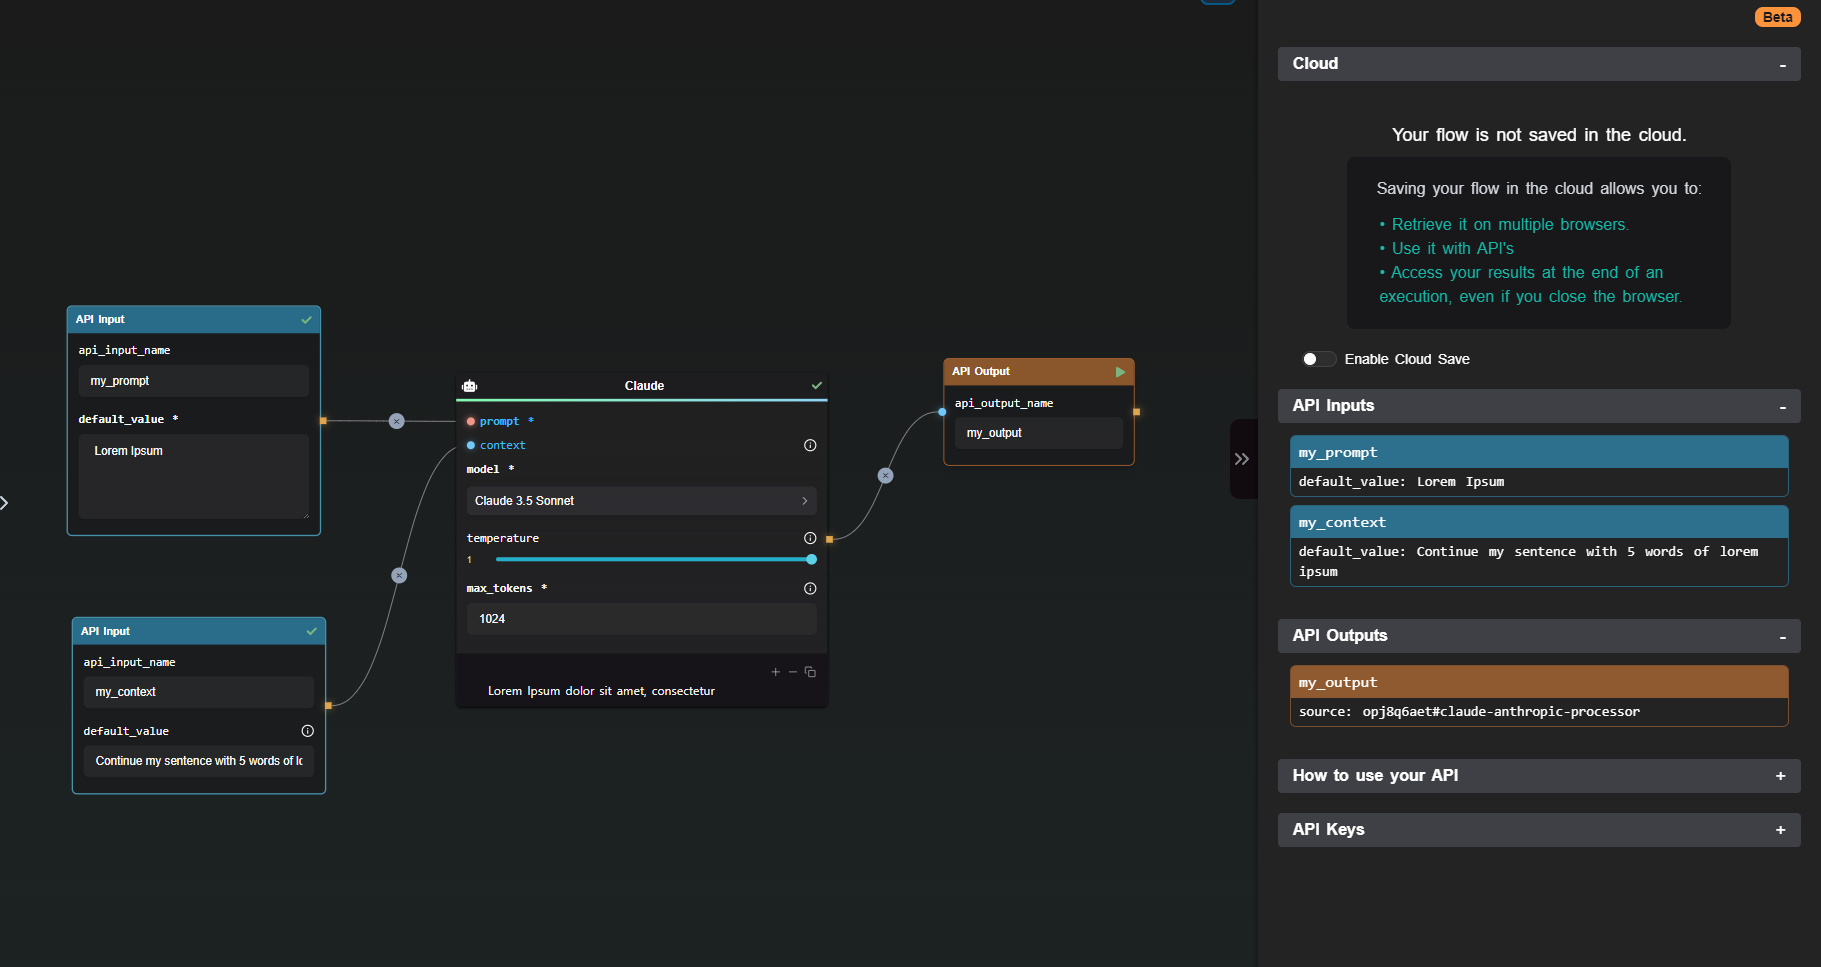 API Input
api_input_name
my_prompt
default_value *
Lorem Ipsum
API Input
api_input_name
my_context
default_value
Continue my sentence with 5 words of lc
Claude
prompt *
context
model *
Claude 3.5 Sonnet
temperature
1
max_tokens *
1024
Lorem Ipsum dolor sit amet, consectetur
API Output
api_output_name
my_output
Beta
Cloud -
Your flow is not saved in the cloud.
Saving your flow in the cloud allows you to:
• Retrieve it on multiple browsers.
• Use it with API's
• Access your results at the end of an
execution, even if you close the browser.
Enable Cloud Save
API Inputs -
my_prompt
default_value: Lorem Ipsum
my_context
default_value: Continue my sentence with 5 words of lorem
ipsum
API Outputs -
my_output
source: opj8q6aet#claude-anthropic-processor
How to use your API +
API Keys +